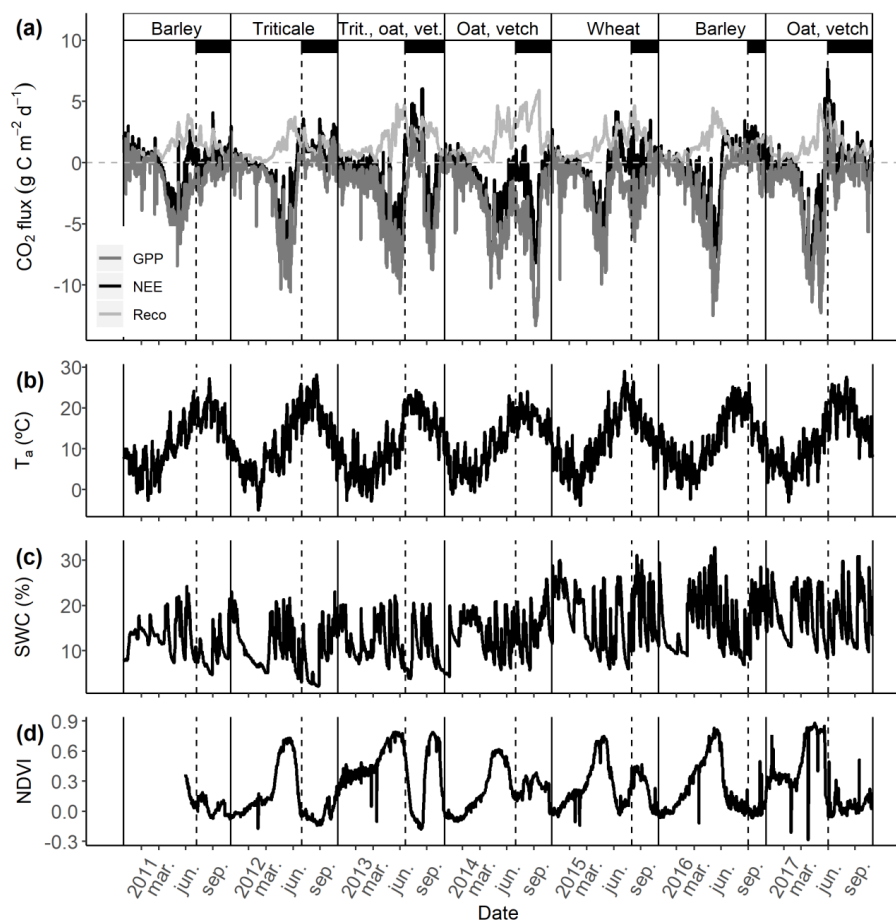 (a)
Barley Triticale Trit., oat, vet. Oat, vetch Wheat Barley Oat, vetch
10
5
0
-5
-10
CO₂ flux (g C m⁻² d⁻¹)
GPP
NEE
Reco
(b)
30
20
10
0
Tₐ (ºC)
(c)
30
20
10
SWC (%)
(d)
0.9
0.6
0.3
0.0
-0.3
NDVI
2011 mar. jun. sep. 2012 mar. jun. sep. 2013 mar. jun. sep. 2014 mar. jun. sep. 2015 mar. jun. sep. 2016 mar. jun. sep. 2017 mar. jun. sep.
Date